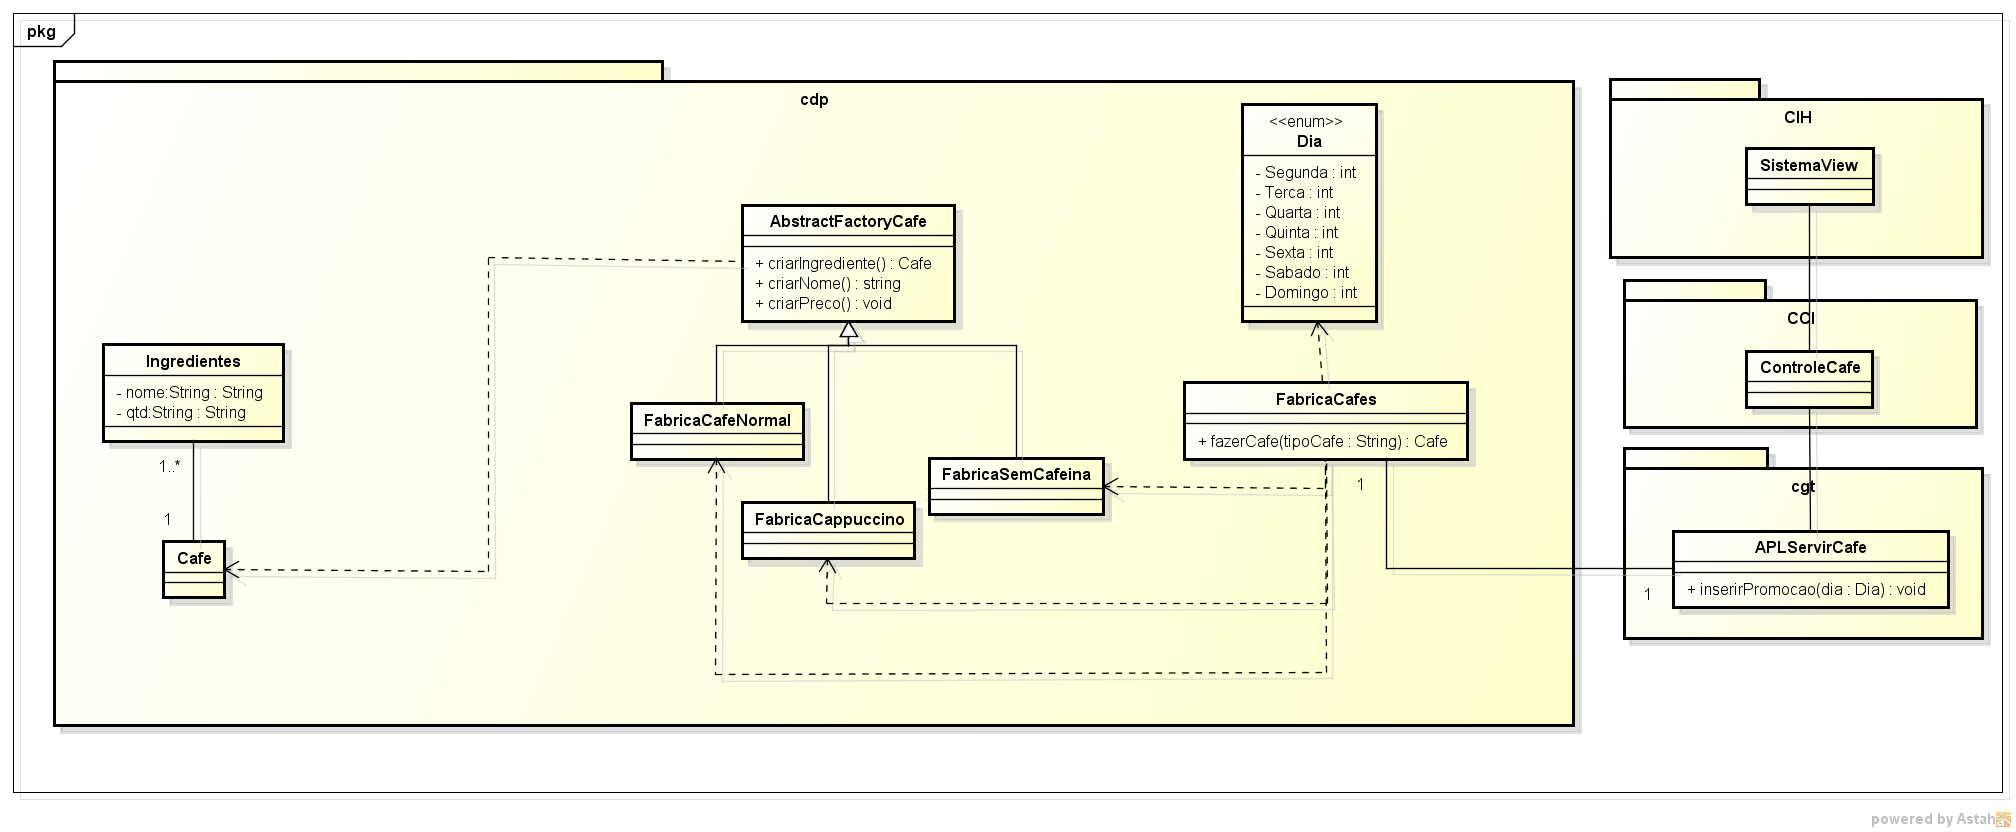 pkg
cdp
<<enum>>
Dia
- Segunda : int
- Terca : int
- Quarta : int
- Quinta : int
- Sexta : int
- Sabado : int
- Domingo : int
AbstractFactoryCafe
+ criarIngrediente() : Cafe
+ criarNome() : string
+ criarPreco() : void
Ingredientes
- nome:String : String
- qtd:String : String
1..*
1
Cafe
FabricaCafeNormal
FabricaCappuccino
FabricaSemCafeina
FabricaCafes
+ fazerCafe(tipoCafe : String) : Cafe
1
1
CIH
SistemaView
CCI
ControleCafe
cgt
APLServirCafe
+ inserirPromocao(dia : Dia) : void
powered by Astah